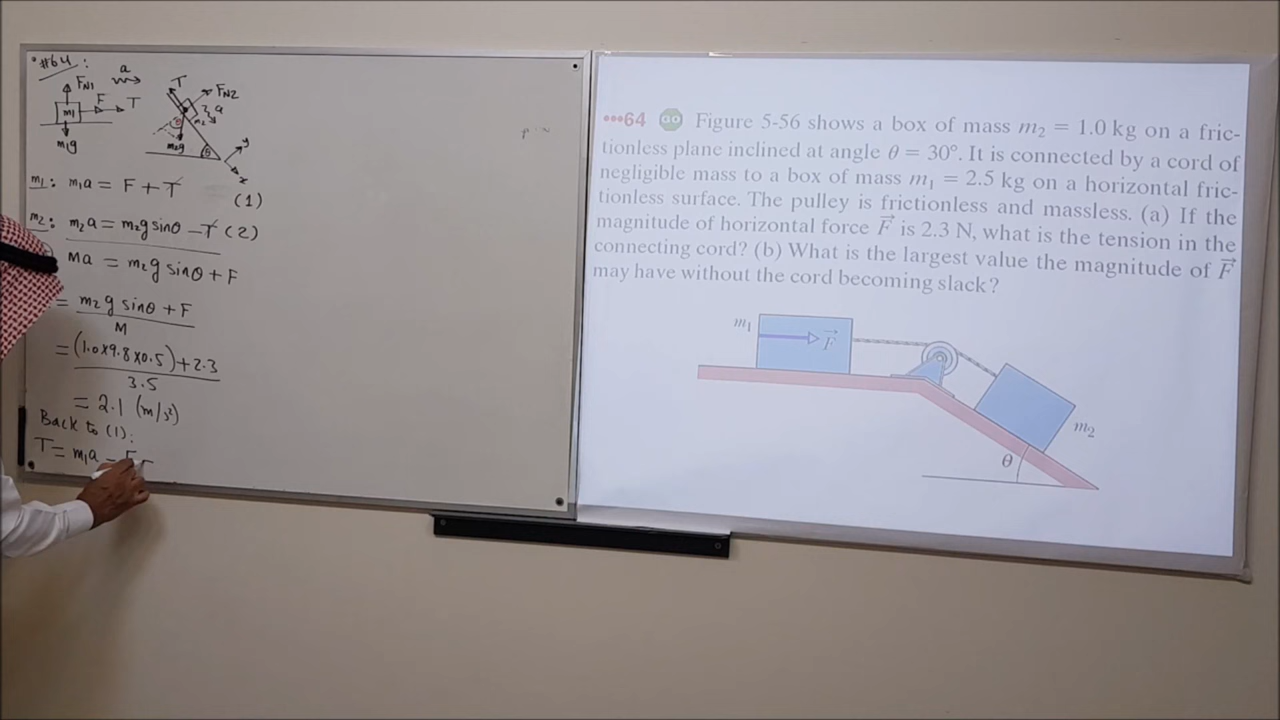 #64:
a
FN1
F
T
m1
m1g
T
FN2
a
m2
θ
m2g
θ
y
x
m1: m1a = F + T (1)
m2: m2a = m2g sinθ - T (2)
Ma = m2g sinθ + F
= m2g sinθ + F
M
= (1.0×9.8×0.5)+2.3
3.5
= 2.1 (m/s²)
Back to (1):
T = m1a - F
•••64 GO Figure 5-56 shows a box of mass m2 = 1.0 kg on a fric-
tionless plane inclined at angle θ = 30°. It is connected by a cord of
negligible mass to a box of mass m1 = 2.5 kg on a horizontal fric-
tionless surface. The pulley is frictionless and massless. (a) If the
magnitude of horizontal force F⃗ is 2.3 N, what is the tension in the
connecting cord? (b) What is the largest value the magnitude of F⃗
may have without the cord becoming slack?
m1
F⃗
m2
θ